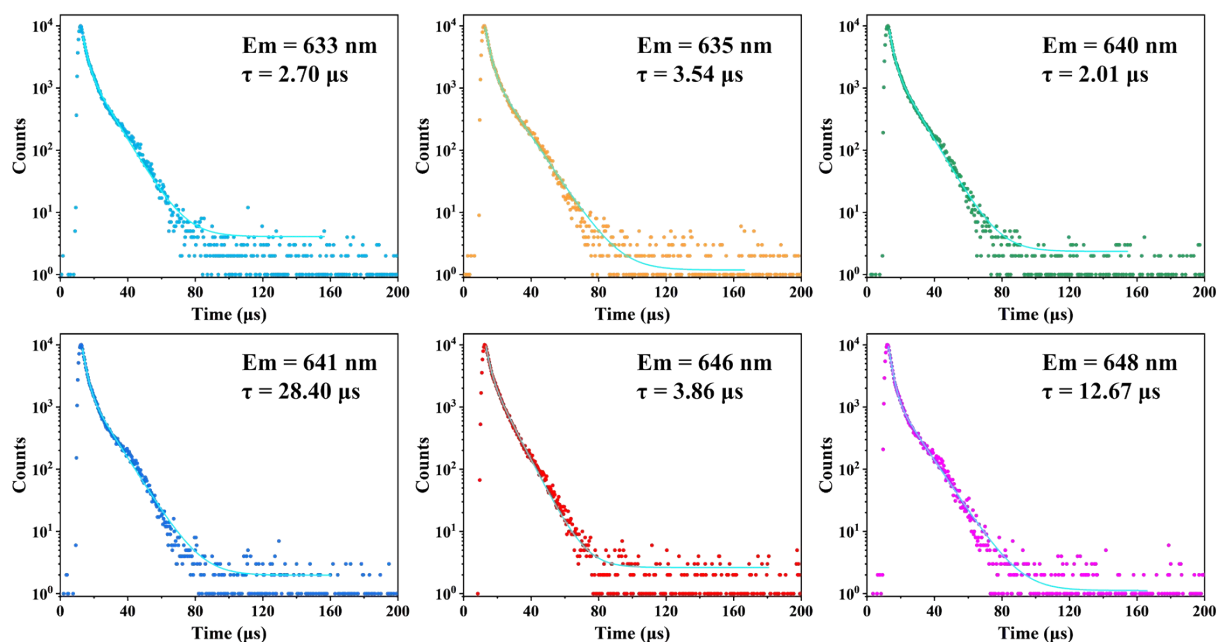 10⁴
10³
10²
10¹
10⁰
Counts
0 40 80 120 160 200
Time (μs)
Em = 633 nm
τ = 2.70 μs
10⁴
10³
10²
10¹
10⁰
Counts
0 40 80 120 160 200
Time (μs)
Em = 635 nm
τ = 3.54 μs
10⁴
10³
10²
10¹
10⁰
Counts
0 40 80 120 160 200
Time (μs)
Em = 640 nm
τ = 2.01 μs
10⁴
10³
10²
10¹
10⁰
Counts
0 40 80 120 160 200
Time (μs)
Em = 641 nm
τ = 28.40 μs
10⁴
10³
10²
10¹
10⁰
Counts
0 40 80 120 160 200
Time (μs)
Em = 646 nm
τ = 3.86 μs
10⁴
10³
10²
10¹
10⁰
Counts
0 40 80 120 160 200
Time (μs)
Em = 648 nm
τ = 12.67 μs